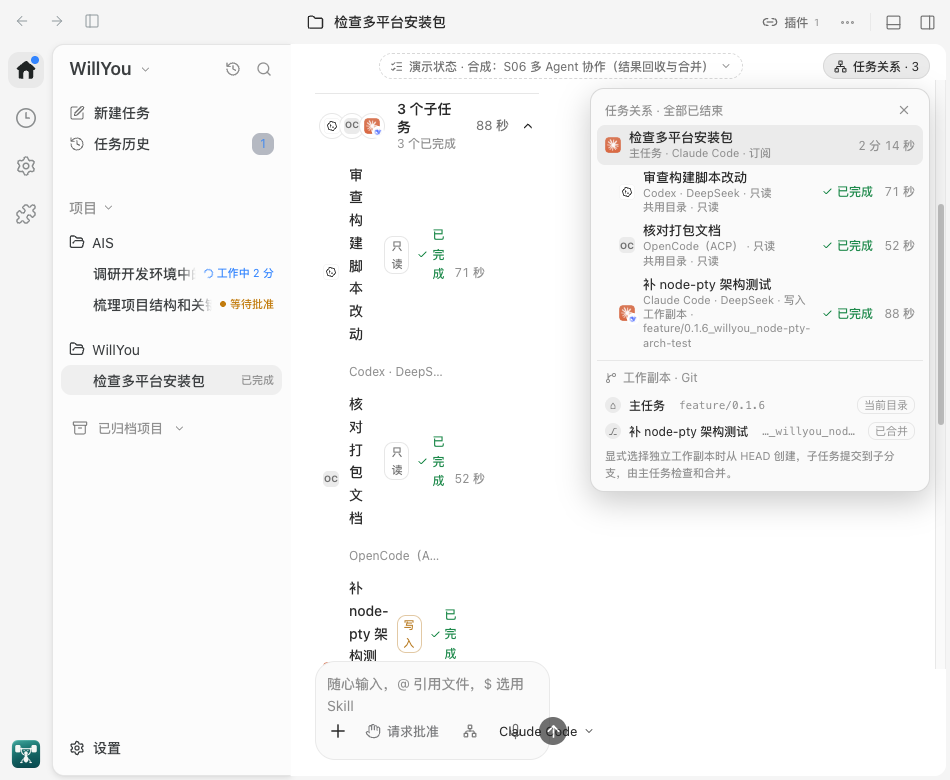 检查多平台安装包
插件 1
WillYou
新建任务
任务历史
1
项目
AIS
调研开发环境中
工作中 2 分
梳理项目结构和关
等待批准
WillYou
检查多平台安装包
已完成
已归档项目
设置
演示状态 · 合成：S06 多 Agent 协作（结果回收与合并）
任务关系 · 3
OC
3 个子任
务
3 个已完成
88 秒
审
查
构
建
脚
本
改
动
只
读
已
完
成
71 秒
Codex · DeepS...
OC
核
对
打
包
文
档
只
读
已
完
成
52 秒
OpenCode（A...
补
node-
pty 架
构测
写
入
已
完
成
随心输入，@ 引用文件，$ 选用
Skill
请求批准
Claude Code
任务关系 · 全部已结束
检查多平台安装包
主任务 · Claude Code · 订阅
2 分 14 秒
审查构建脚本改动
Codex · DeepSeek · 只读
共用目录 · 只读
已完成
71 秒
OC
核对打包文档
OpenCode（ACP） · 只读
共用目录 · 只读
已完成
52 秒
补 node-pty 架构测试
Claude Code · DeepSeek · 写入
工作副本 ·
feature/0.1.6_willyou_node-pty-
arch-test
已完成
88 秒
工作副本 · Git
主任务 feature/0.1.6
当前目录
补 node-pty 架构测试 …_willyou_nod…
已合并
显式选择独立工作副本时从 HEAD 创建，子任务提交到子分
支，由主任务检查和合并。